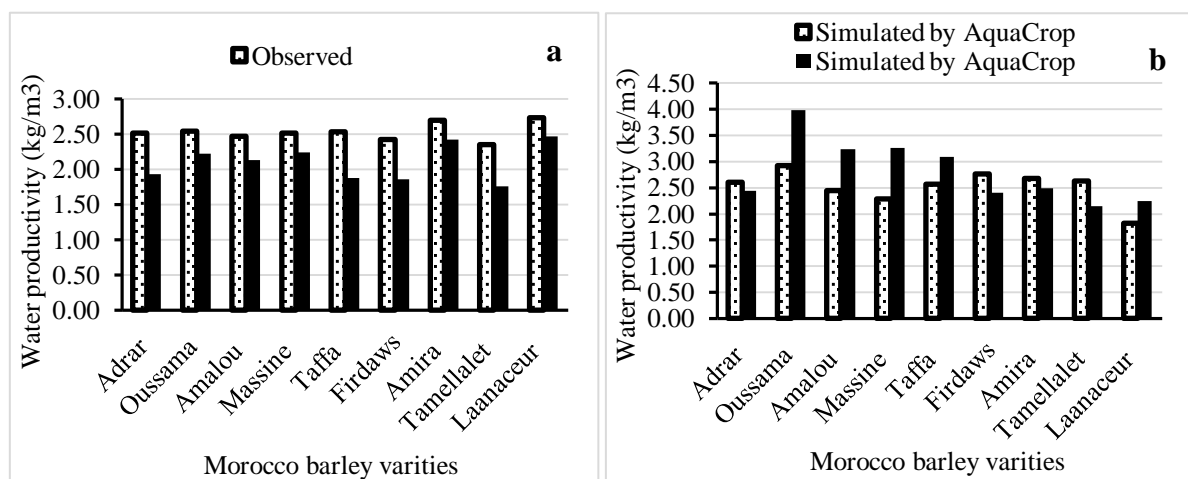 Observed
a
Water productivity (kg/m3)
3.00
2.50
2.00
1.50
1.00
0.50
0.00
Adrar
Oussama
Amalou
Massine
Taffa
Firdaws
Amira
Tamellalet
Laanaceur
Morocco barley varities
Simulated by AquaCrop
Simulated by AquaCrop
b
Water productivity (kg/m3)
4.50
4.00
3.50
3.00
2.50
2.00
1.50
1.00
0.50
0.00
Adrar
Oussama
Amalou
Massine
Taffa
Firdaws
Amira
Tamellalet
Laanaceur
Morocco barley varities